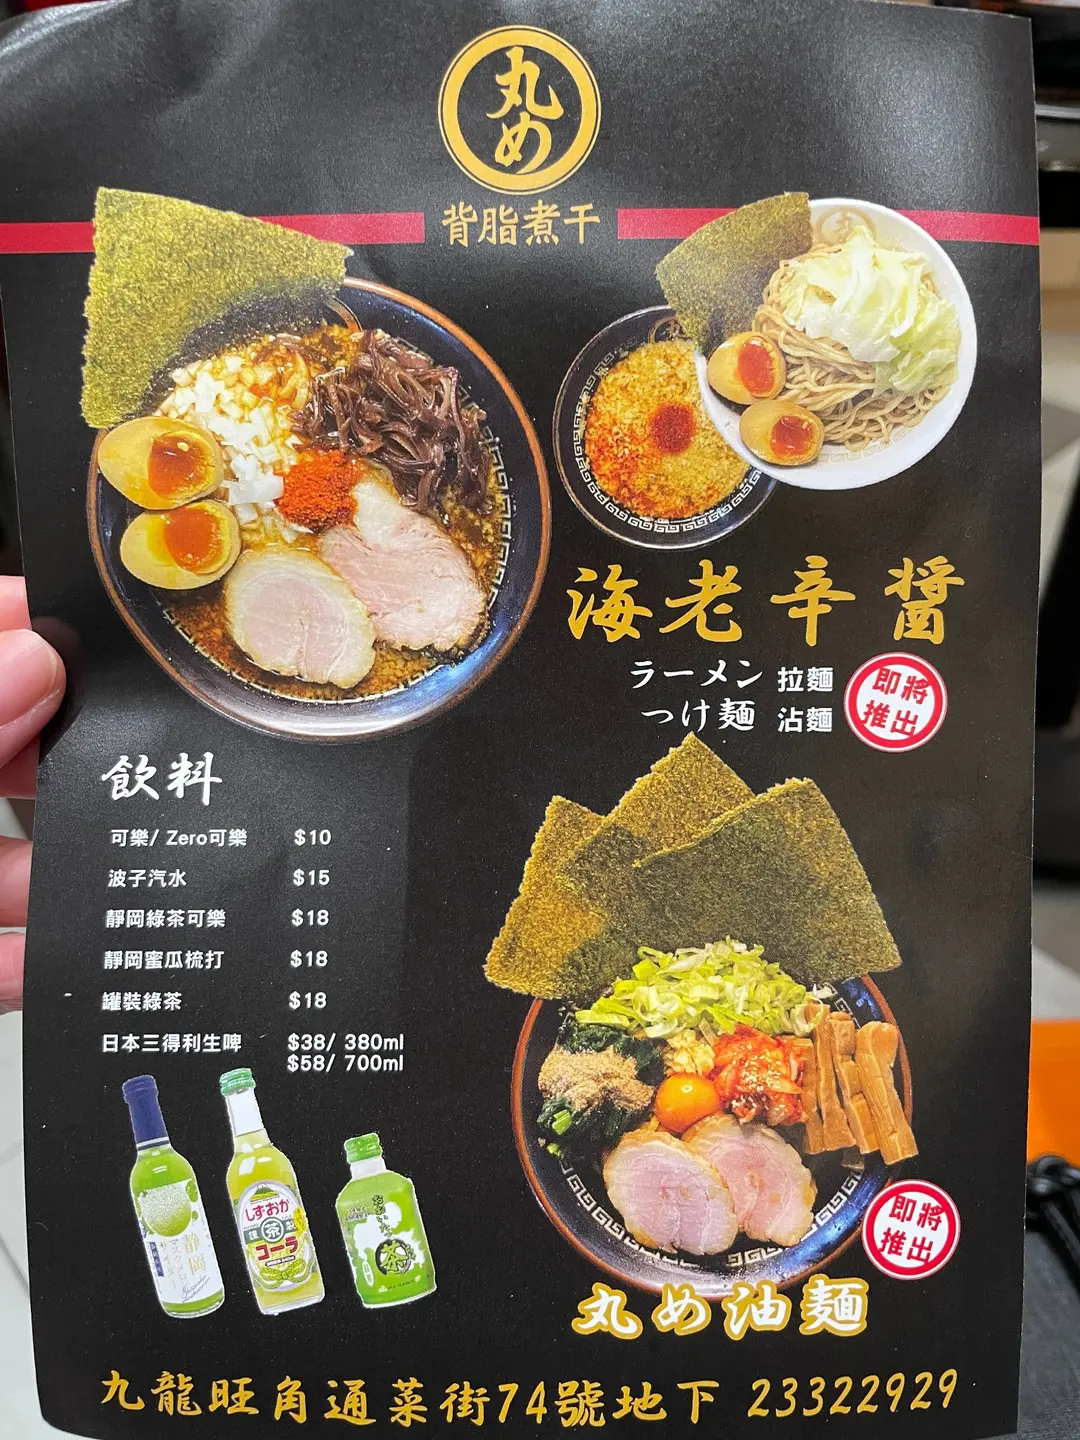 丸め
背脂煮干
海老辛醤
ラーメン 拉麵
つけ麺 沾麵
即將
推出
飲料
可樂/ Zero可樂 $10
波子汽水 $15
靜岡綠茶可樂 $18
靜岡蜜瓜梳打 $18
罐裝綠茶 $18
日本三得利生啤 $38/ 380ml
$58/ 700ml
静岡
しずおか
茶
コーラ
茶
即將
推出
丸め油麵
九龍旺角通菜街74號地下 23322929